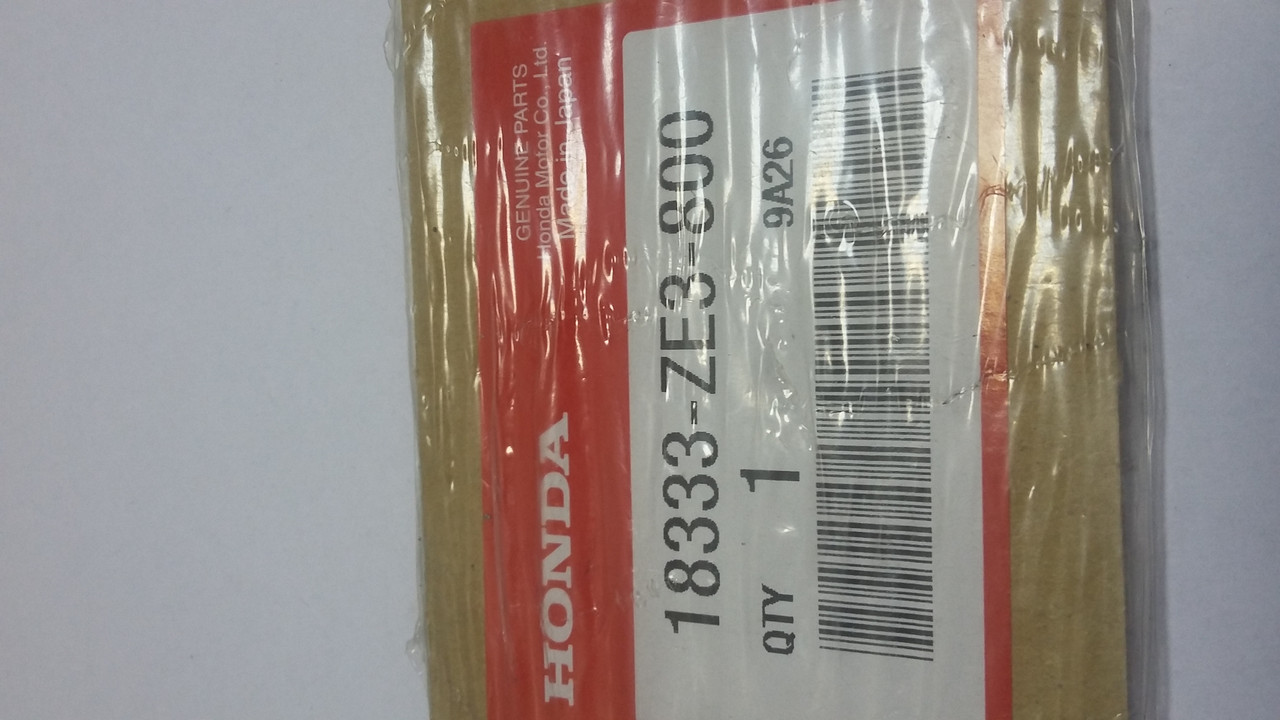 HONDA
GENUINE PARTS
Honda Motor Co., Ltd.
Made in Japan
18333-ZE3-800
QTY 1 9A26